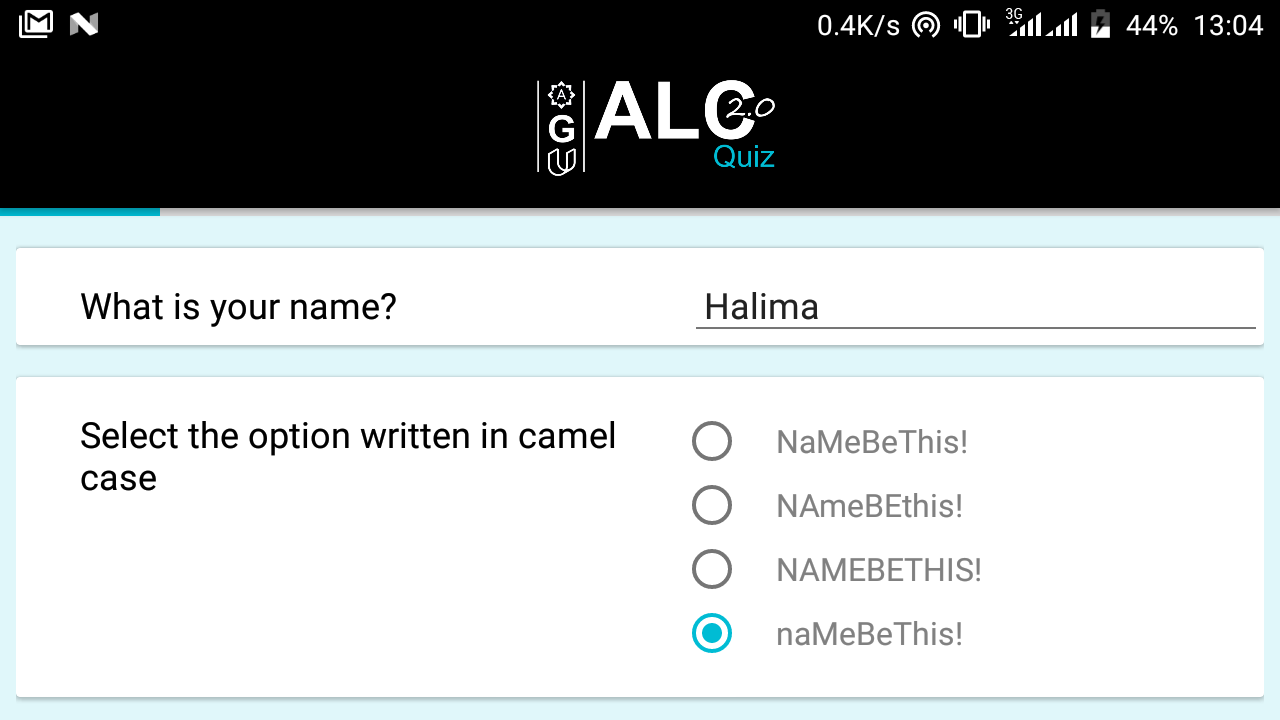 0.4K/s 3G 44% 13:04
A
G
U
ALC 2.0
Quiz
What is your name? Halima
Select the option written in camel
case
NaMeBeThis!
NAmeBEthis!
NAMEBETHIS!
naMeBeThis!